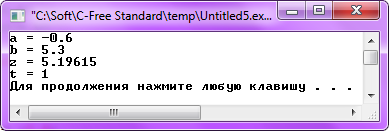 "C:\Soft\C-Free Standard\temp\Untitled5.ex...
a = -0.6
b = 5.3
z = 5.19615
t = 1
Для продолжения нажмите любую клавишу . . .